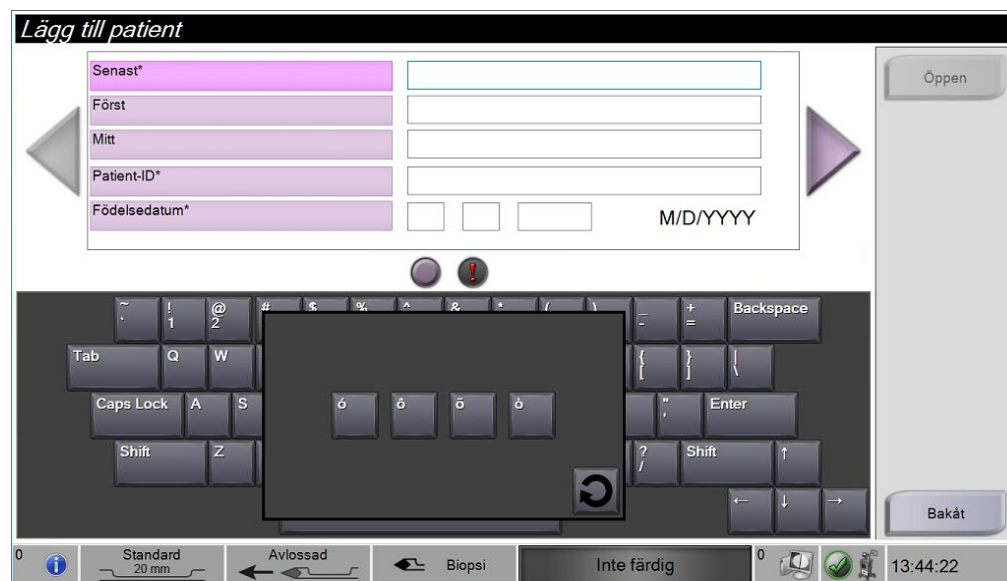 Lägg till patient
Senast*
Öppen
Först
Mitt
Patient-ID*
Födelsedatum*
M/D/YYYY
~ ! @ # $ % ^ & * ( ) _ + Backspace
` 1 2 - =
Tab Q W { } |
[ ] \
Caps Lock A S ó ô õ ò " Enter
'
Shift Z ? Shift ↑
/
← ↓ →
Bakåt
0 Standard Avlossad Biopsi Inte färdig 0 13:44:22
20 mm